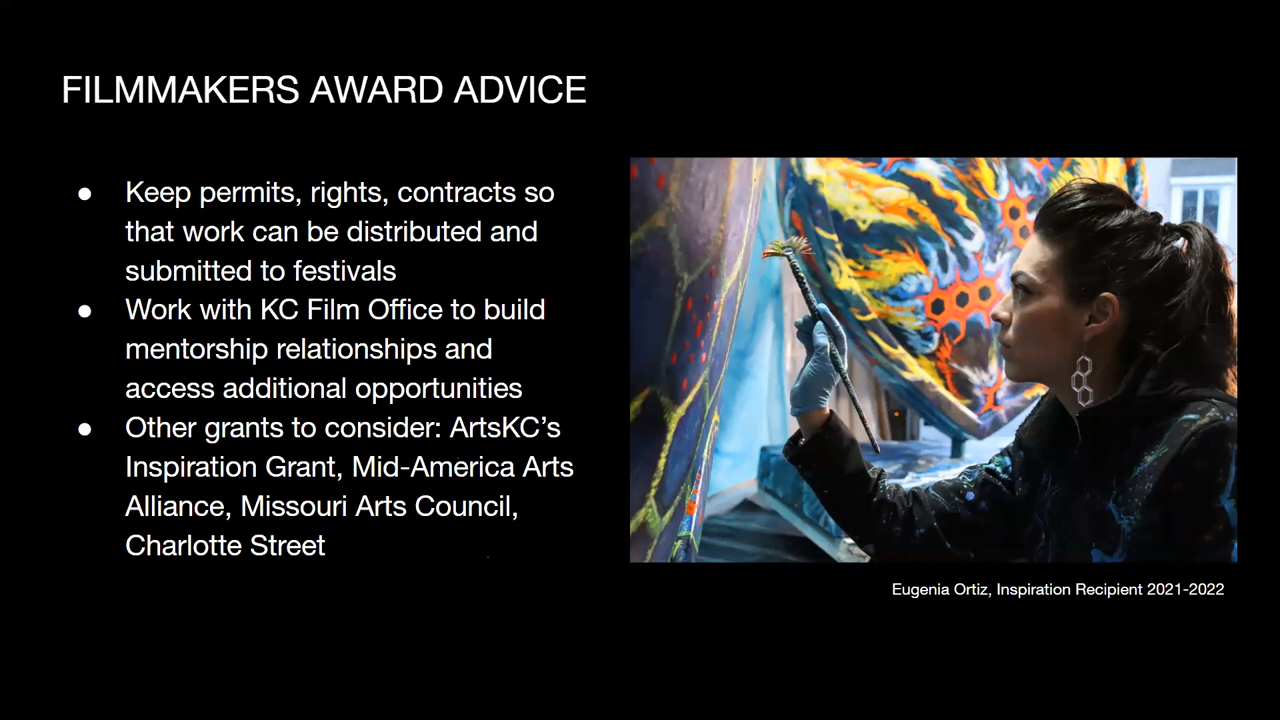 FILMMAKERS AWARD ADVICE
● Keep permits, rights, contracts so
that work can be distributed and
submitted to festivals
● Work with KC Film Office to build
mentorship relationships and
access additional opportunities
● Other grants to consider: ArtsKC’s
Inspiration Grant, Mid-America Arts
Alliance, Missouri Arts Council,
Charlotte Street
Eugenia Ortiz, Inspiration Recipient 2021-2022